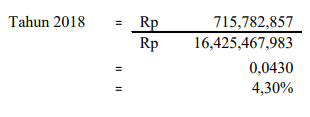 Tahun 2018 = Rp 715,782,857
Rp 16,425,467,983
= 0,0430
= 4,30%